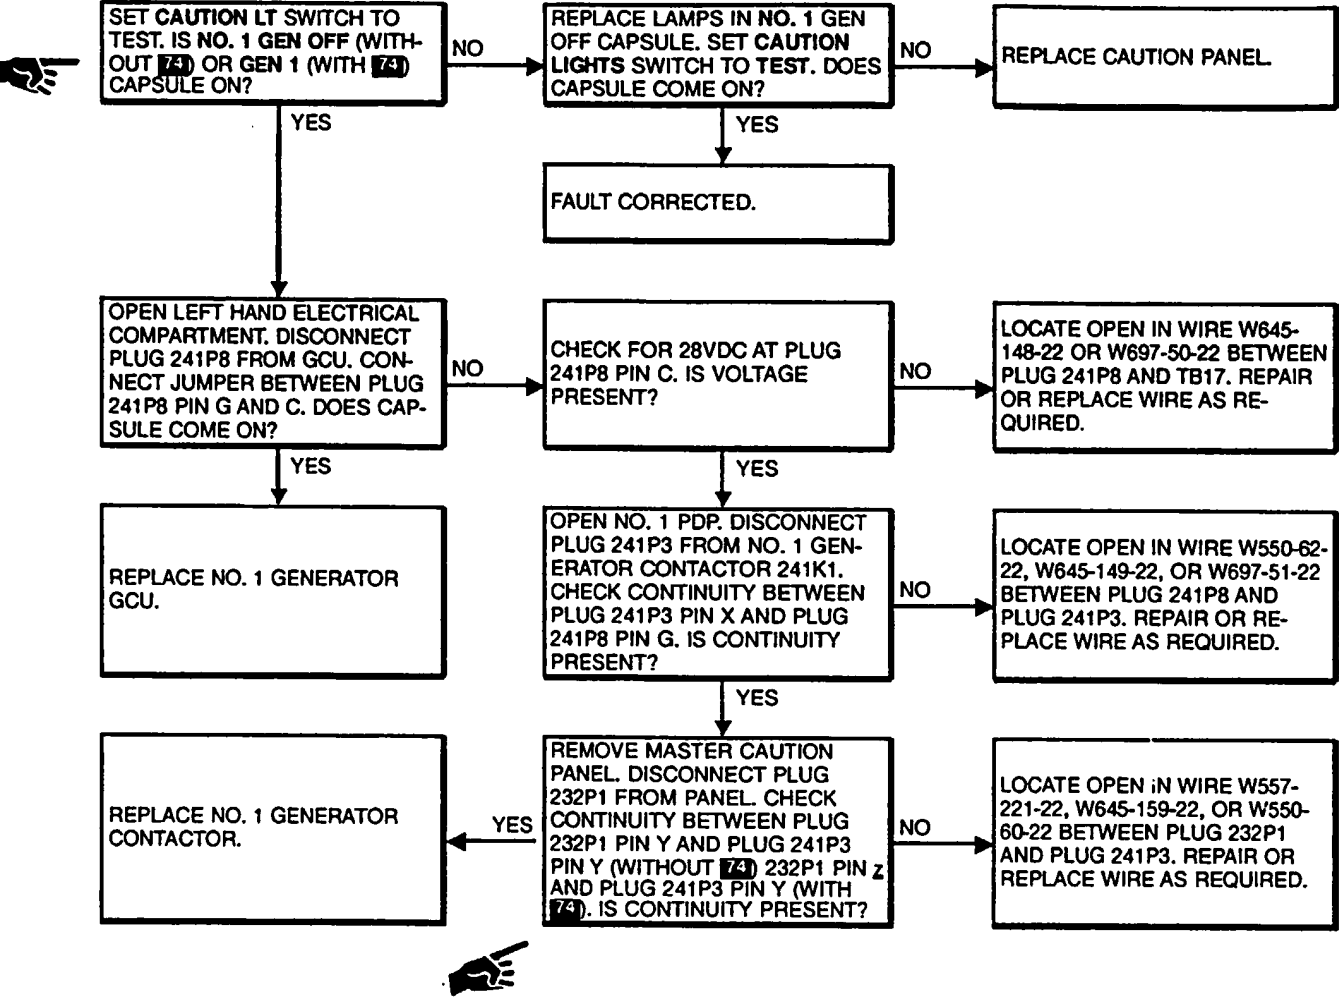 SET CAUTION LT SWITCH TO
TEST. IS NO. 1 GEN OFF (WITH-
OUT 74) OR GEN 1 (WITH 74)
CAPSULE ON?
NO
REPLACE LAMPS IN NO. 1 GEN
OFF CAPSULE. SET CAUTION
LIGHTS SWITCH TO TEST. DOES
CAPSULE COME ON?
NO
REPLACE CAUTION PANEL.
YES
YES
FAULT CORRECTED.
OPEN LEFT HAND ELECTRICAL
COMPARTMENT. DISCONNECT
PLUG 241P8 FROM GCU. CON-
NECT JUMPER BETWEEN PLUG
241P8 PIN G AND C. DOES CAP-
SULE COME ON?
NO
CHECK FOR 28VDC AT PLUG
241P8 PIN C. IS VOLTAGE
PRESENT?
NO
LOCATE OPEN IN WIRE W645-
148-22 OR W697-50-22 BETWEEN
PLUG 241P8 AND TB17. REPAIR
OR REPLACE WIRE AS RE-
QUIRED.
YES
YES
REPLACE NO. 1 GENERATOR
GCU.
OPEN NO. 1 PDP. DISCONNECT
PLUG 241P3 FROM NO. 1 GEN-
ERATOR CONTACTOR 241K1.
CHECK CONTINUITY BETWEEN
PLUG 241P3 PIN X AND PLUG
241P8 PIN G. IS CONTINUITY
PRESENT?
NO
LOCATE OPEN IN WIRE W550-62-
22, W645-149-22, OR W697-51-22
BETWEEN PLUG 241P8 AND
PLUG 241P3. REPAIR OR RE-
PLACE WIRE AS REQUIRED.
YES
REPLACE NO. 1 GENERATOR
CONTACTOR.
YES
REMOVE MASTER CAUTION
PANEL. DISCONNECT PLUG
232P1 FROM PANEL. CHECK
CONTINUITY BETWEEN PLUG
232P1 PIN Y AND PLUG 241P3
PIN Y (WITHOUT 74) 232P1 PIN z
AND PLUG 241P3 PIN Y (WITH
74). IS CONTINUITY PRESENT?
NO
LOCATE OPEN iN WIRE W557-
221-22, W645-159-22, OR W550-
60-22 BETWEEN PLUG 232P1
AND PLUG 241P3. REPAIR OR
REPLACE WIRE AS REQUIRED.